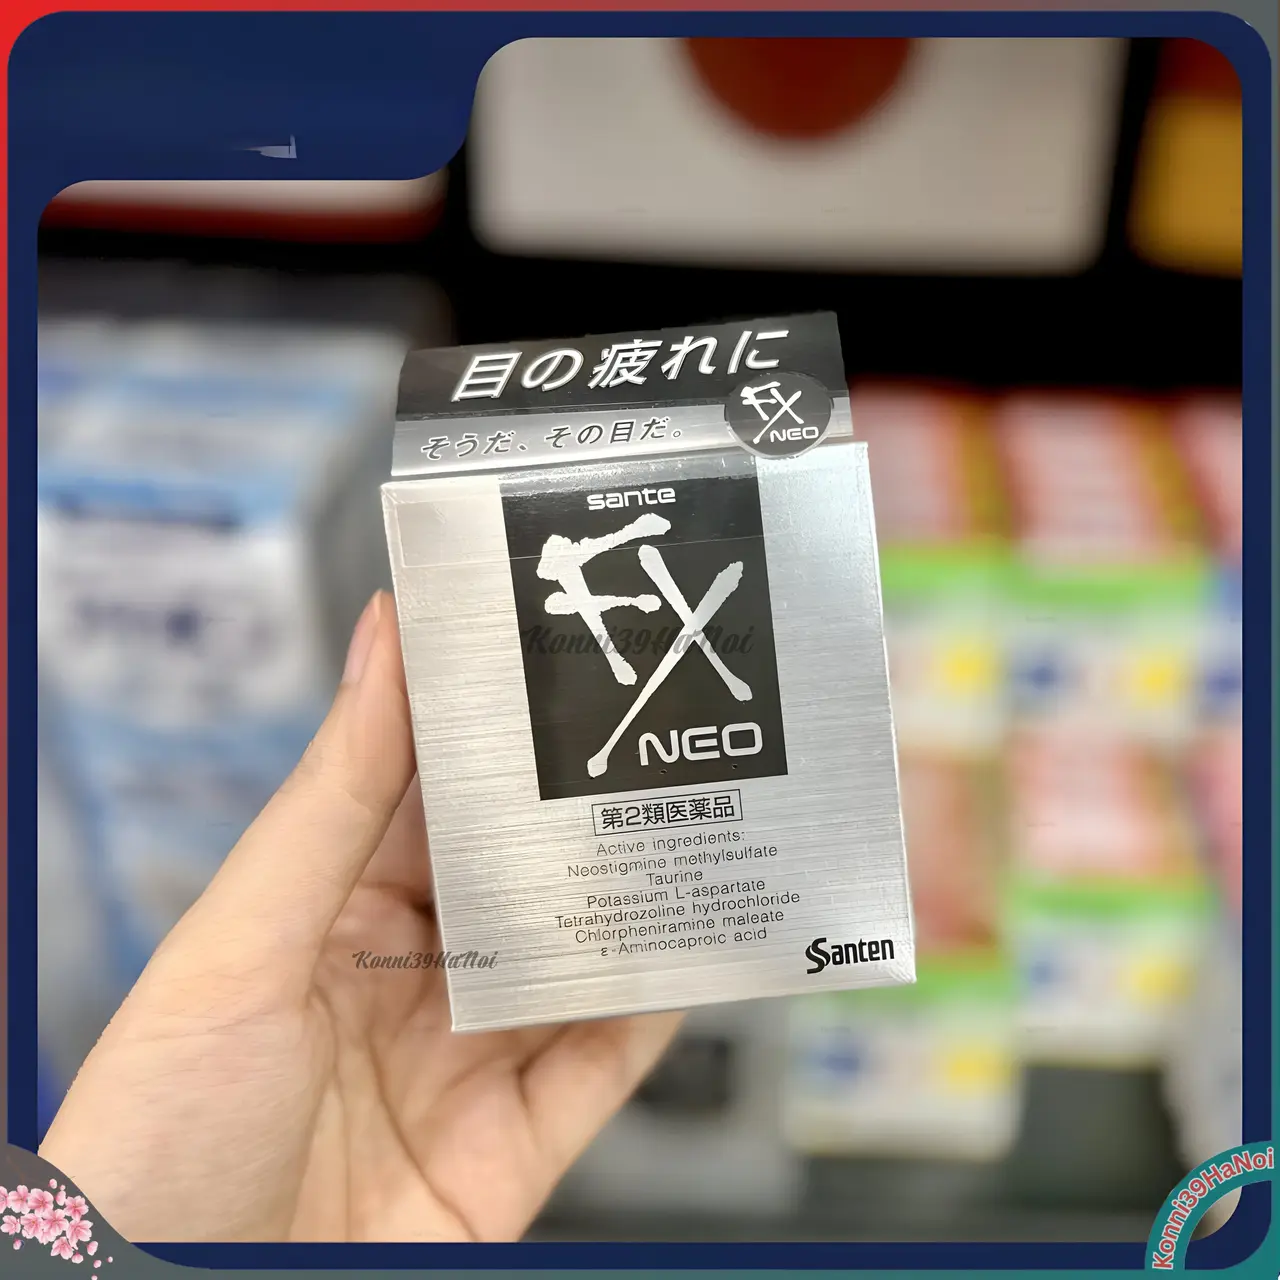 目の疲れに
そうだ、その目だ。
FX
NEO
sante
FX
NEO
Konni39HaNoi
第2類医薬品
Active ingredients:
Neostigmine methylsulfate
Taurine
Potassium L-aspartate
Tetrahydrozoline hydrochloride
Chlorpheniramine maleate
ε-Aminocaproic acid
Santen
Konni39HaNoi
Konni39HaNoi